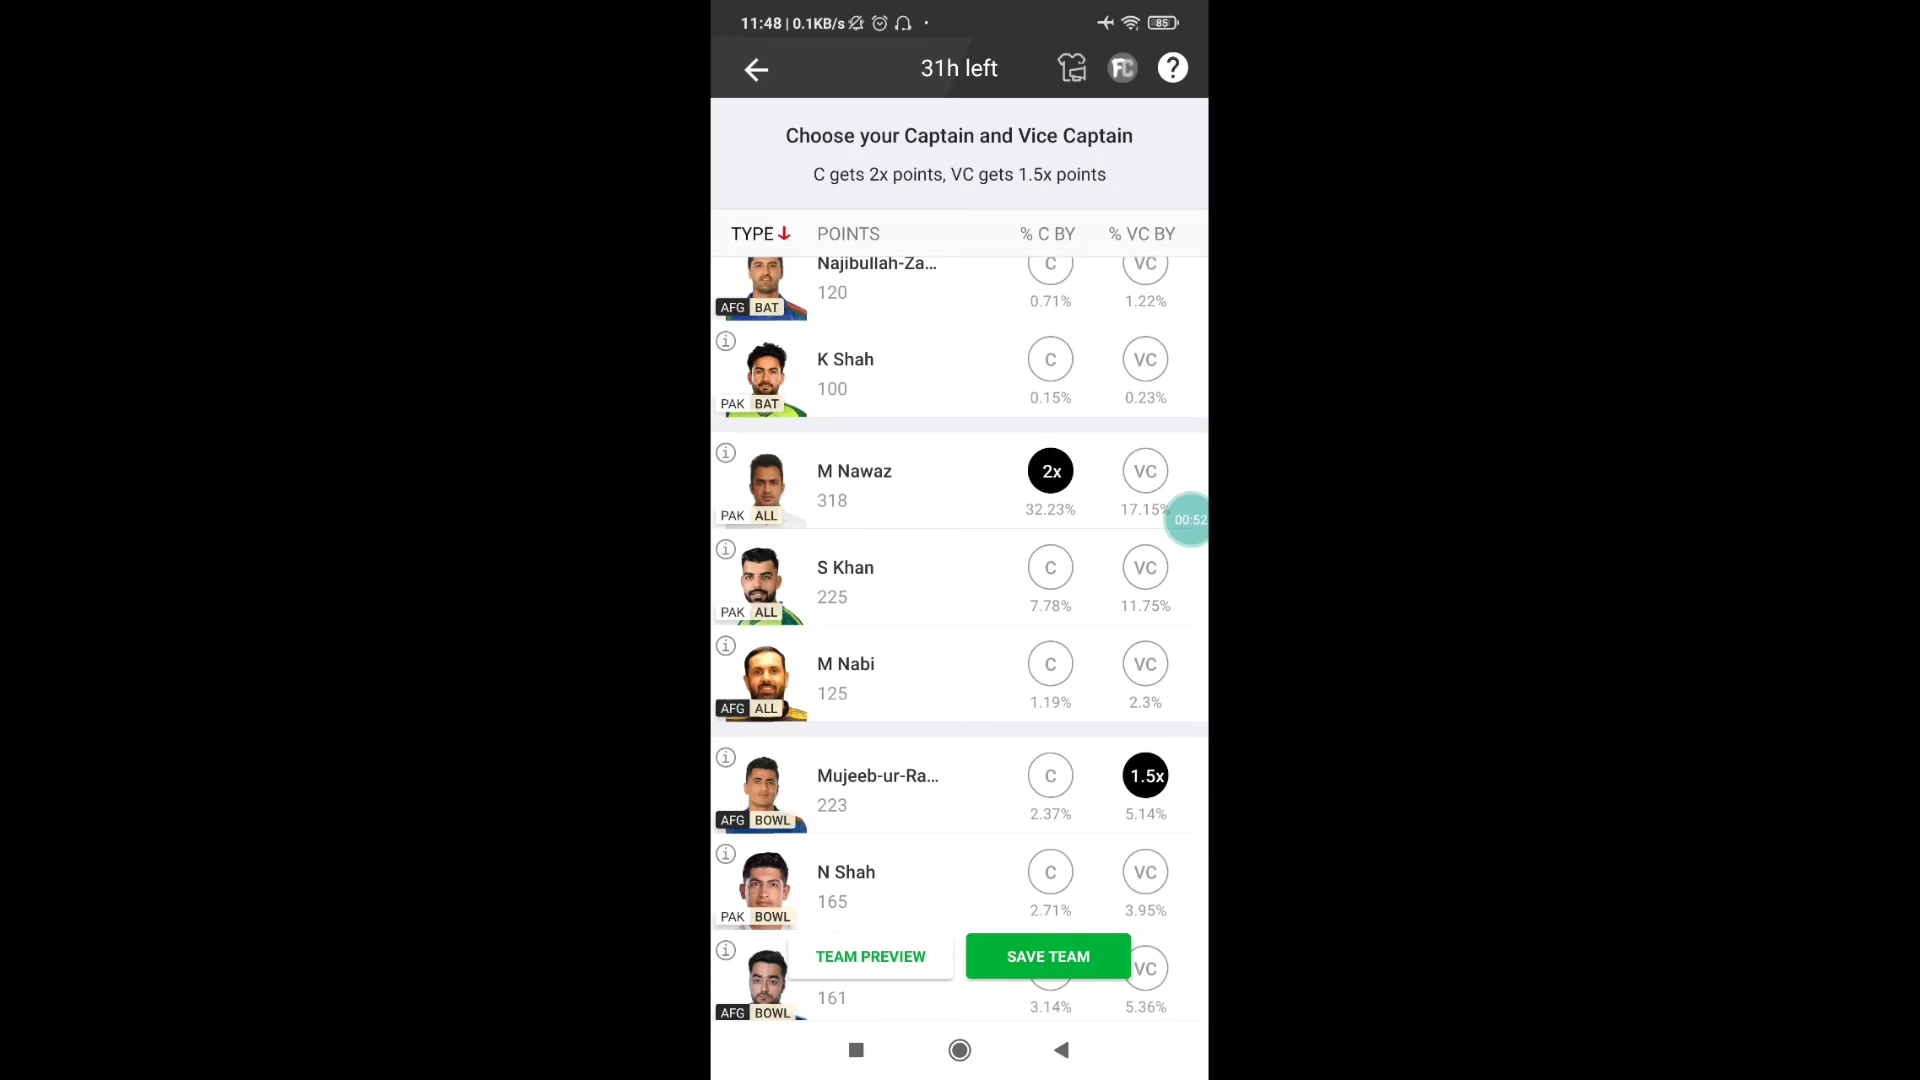 11:48 | 0.1KB/s 85
31h left FC ?
Choose your Captain and Vice Captain
C gets 2x points, VC gets 1.5x points
TYPE POINTS % C BY % VC BY
Najibullah-Za... C VC
120 0.71% 1.22%
AFG BAT
K Shah C VC
100 0.15% 0.23%
PAK BAT
M Nawaz 2x VC
318 32.23% 17.15%
PAK ALL
00:52
S Khan C VC
225 7.78% 11.75%
PAK ALL
M Nabi C VC
125 1.19% 2.3%
AFG ALL
Mujeeb-ur-Ra... C 1.5x
223 2.37% 5.14%
AFG BOWL
N Shah C VC
165 2.71% 3.95%
PAK BOWL
TEAM PREVIEW SAVE TEAM VC
161 3.14% 5.36%
AFG BOWL